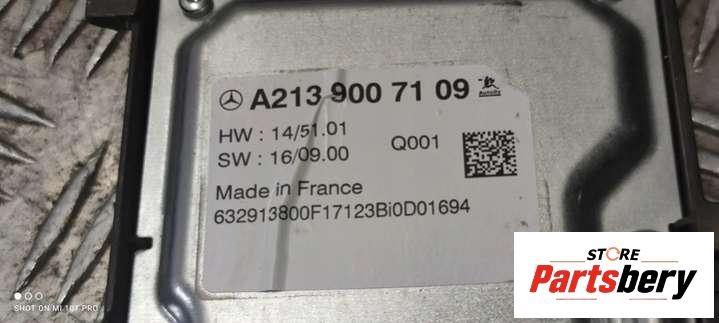 A213 900 71 09
Autoliv
HW : 14/51.01
SW : 16/09.00
Q001
Made in France
632913800F17123Bi0D01694
STORE
Partsbery
SHOT ON MI 10T PRO